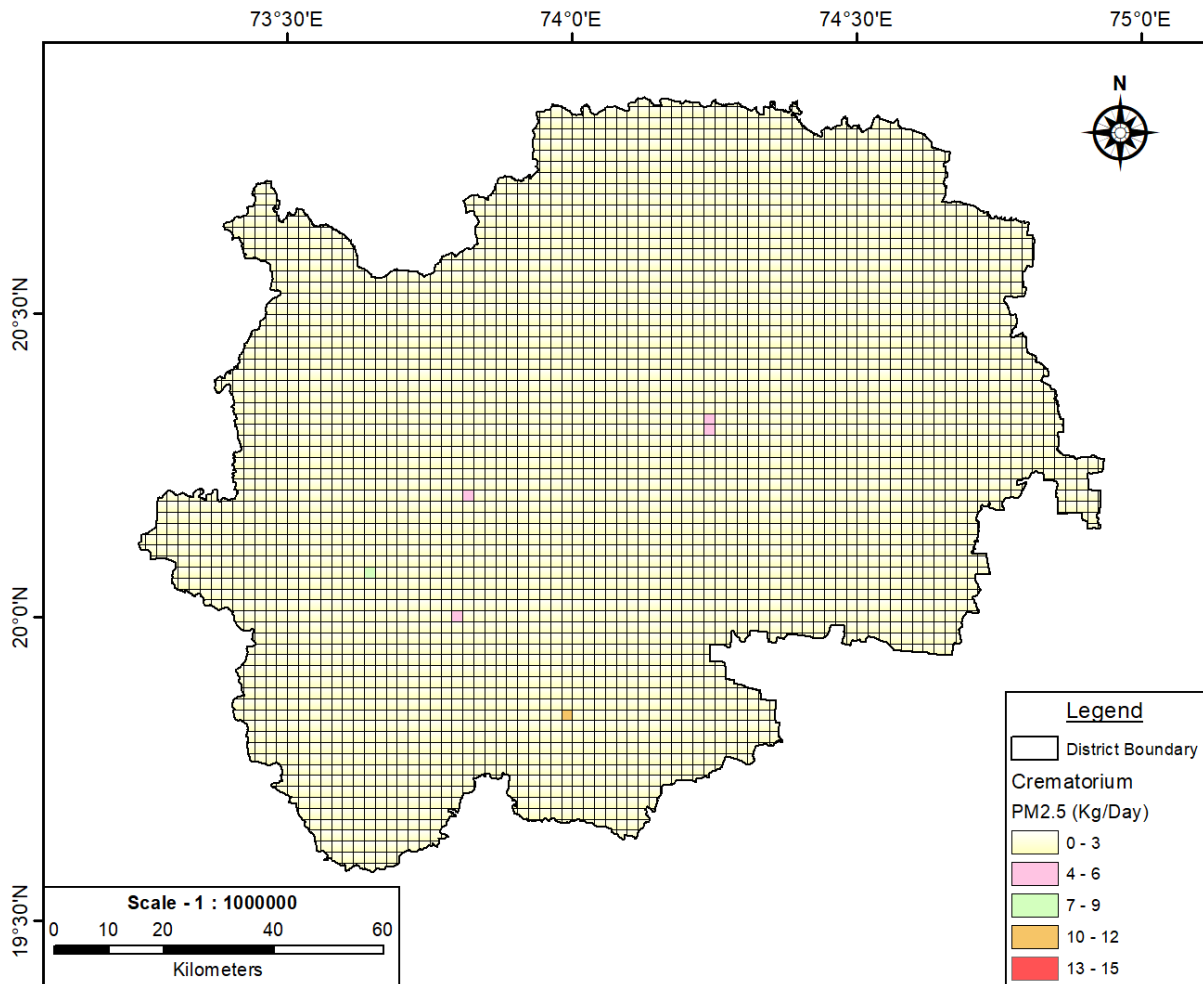 73°30'E 74°0'E 74°30'E 75°0'E
N
20°30'N
20°0'N
19°30'N
Legend
District Boundary
Crematorium
PM2.5 (Kg/Day)
0 - 3
4 - 6
7 - 9
10 - 12
13 - 15
Scale - 1 : 1000000
0 10 20 40 60
Kilometers